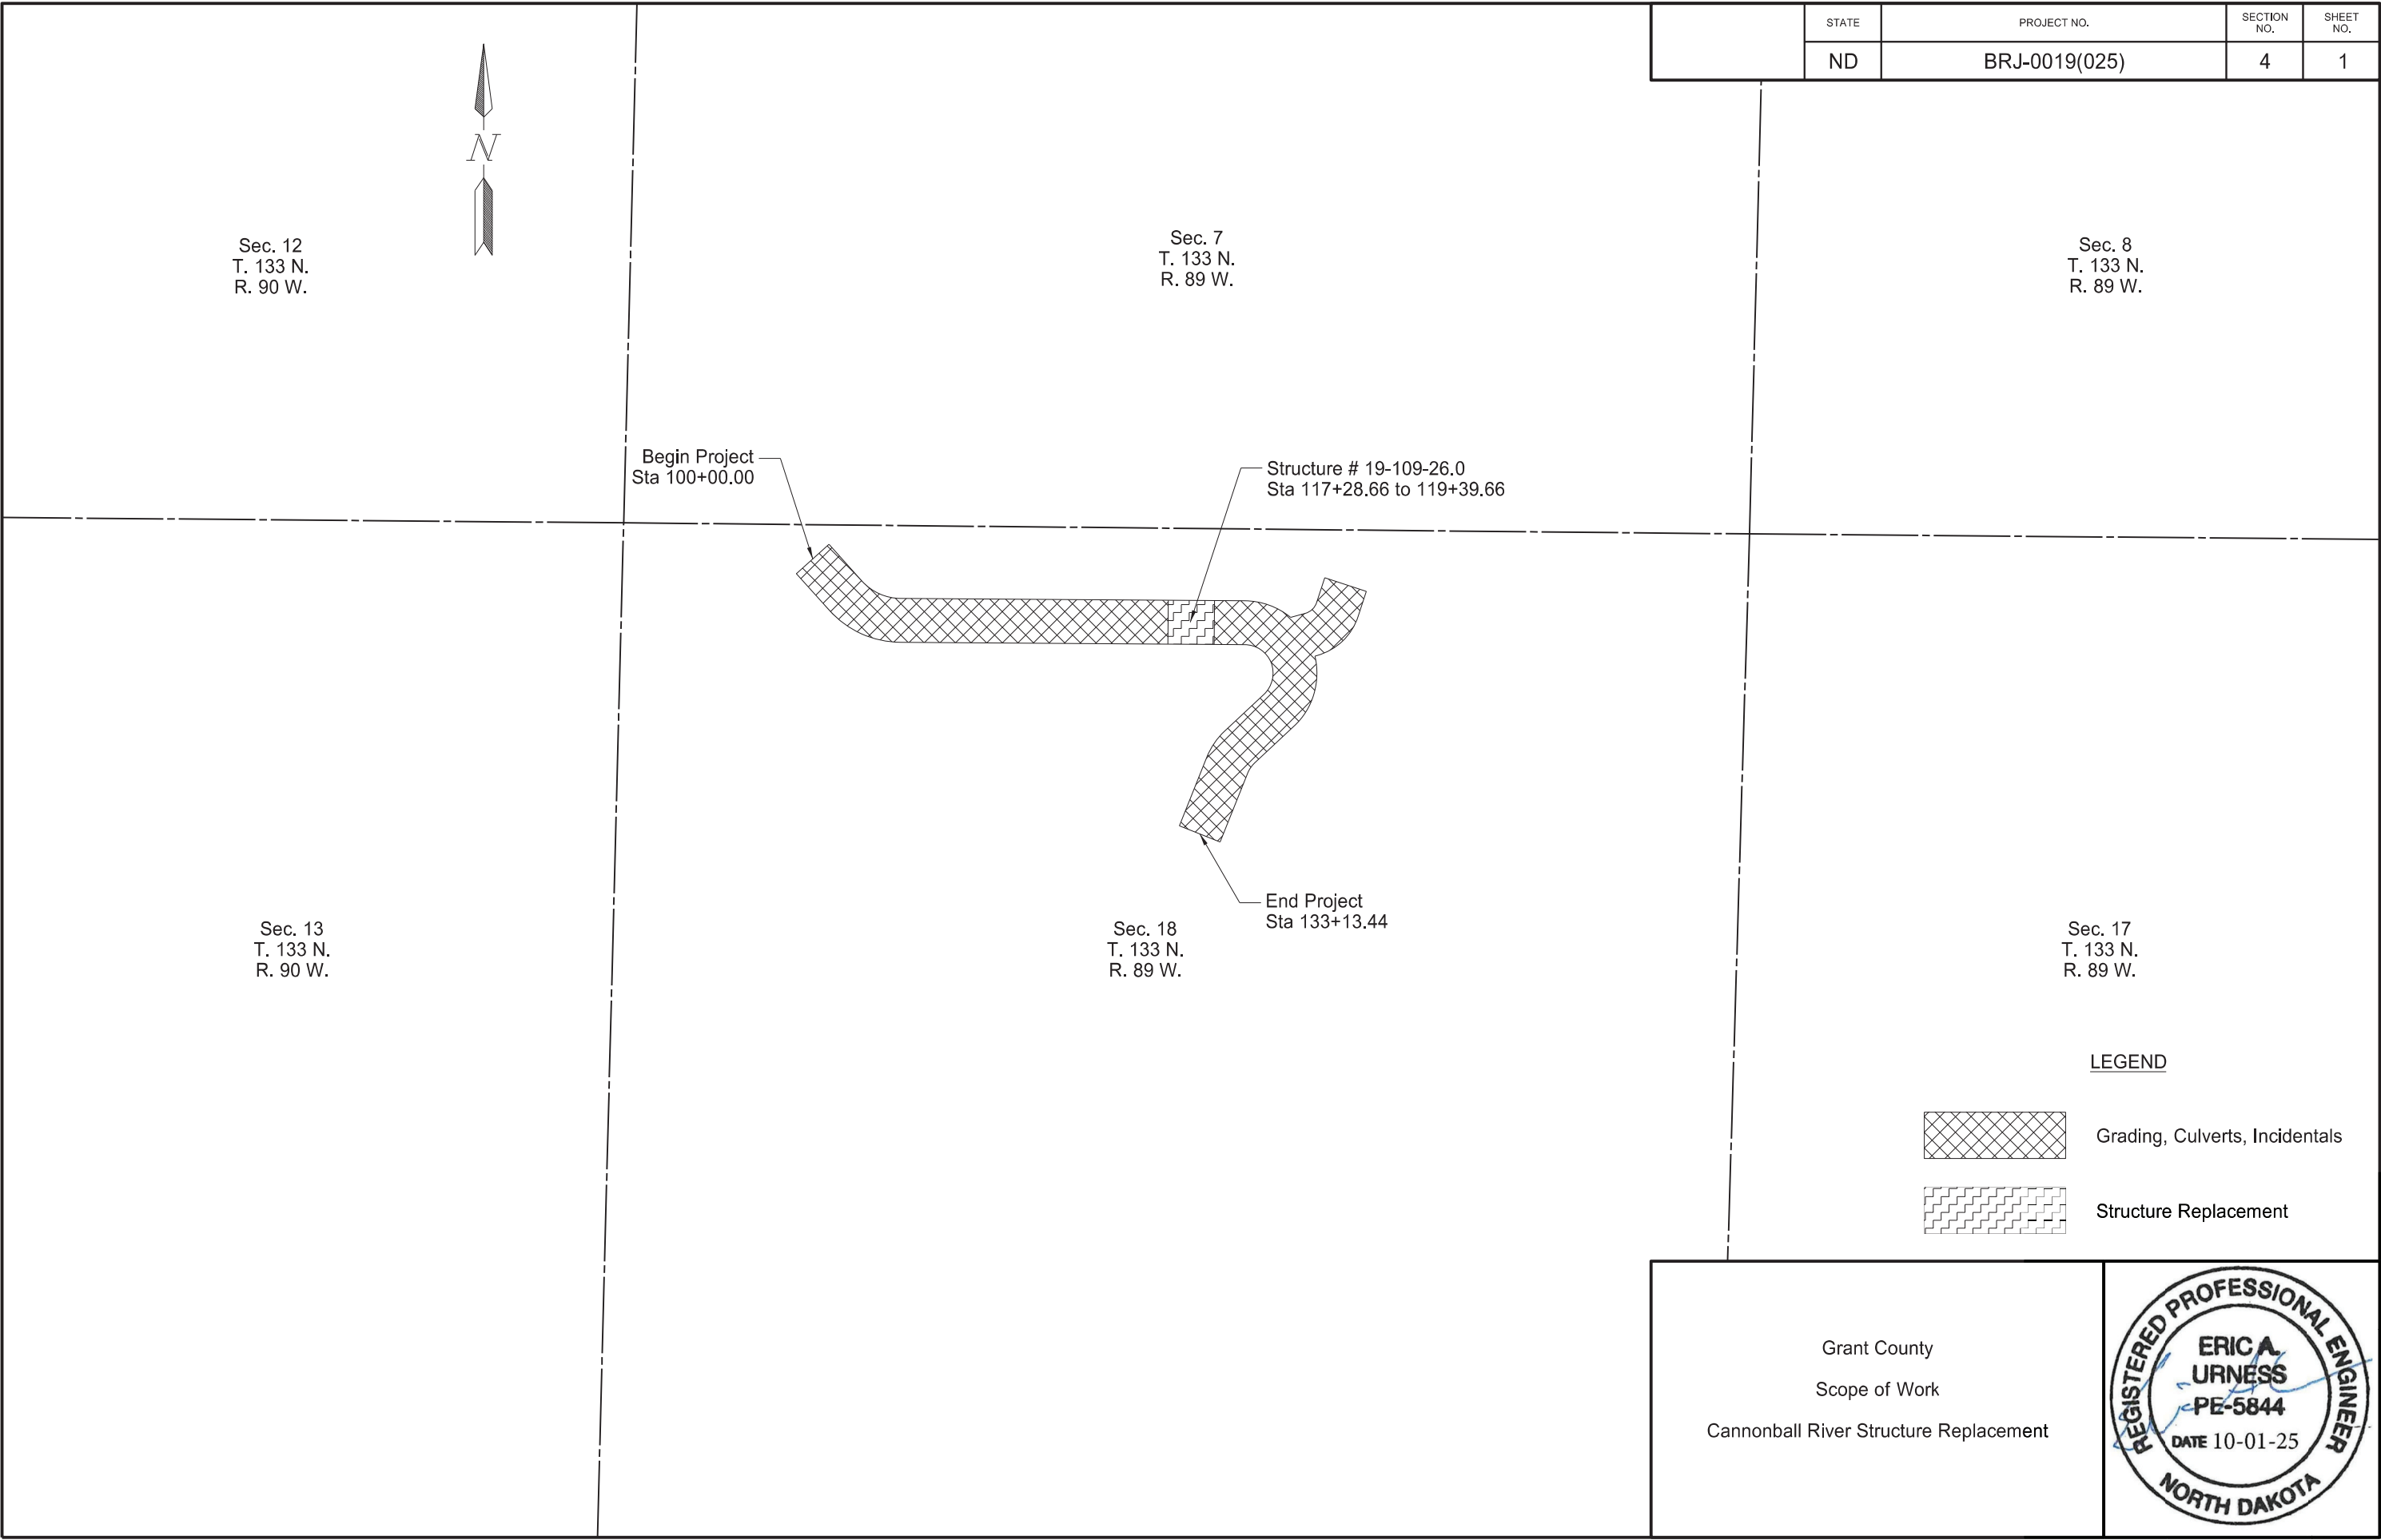 STATE
PROJECT NO.
SECTION
NO.
SHEET
NO.
ND
BRJ-0019(025)
4
1
N
Sec. 12
T. 133 N.
R. 90 W.
Sec. 7
T. 133 N.
R. 89 W.
Sec. 8
T. 133 N.
R. 89 W.
Begin Project
Sta 100+00.00
Structure # 19-109-26.0
Sta 117+28.66 to 119+39.66
End Project
Sta 133+13.44
Sec. 13
T. 133 N.
R. 90 W.
Sec. 18
T. 133 N.
R. 89 W.
Sec. 17
T. 133 N.
R. 89 W.
LEGEND
Grading, Culverts, Incidentals
Structure Replacement
Grant County
Scope of Work
Cannonball River Structure Replacement
REGISTERED PROFESSIONAL ENGINEER
ERIC A.
URNESS
PE-5844
DATE 10-01-25
NORTH DAKOTA